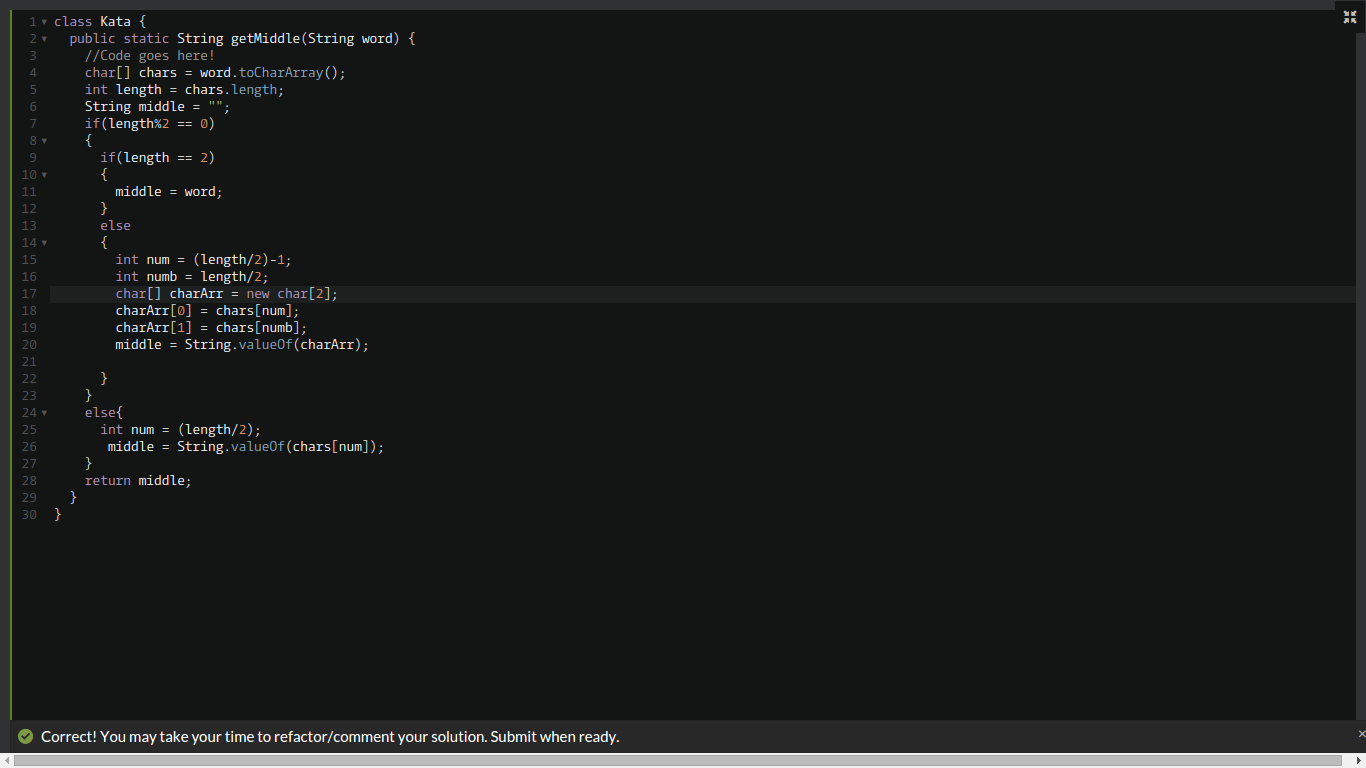 1 class Kata {
2 public static String getMiddle(String word) {
3 //Code goes here!
4 char[] chars = word.toCharArray();
5 int length = chars.length;
6 String middle = "";
7 if(length%2 == 0)
8 {
9 if(length == 2)
10 {
11 middle = word;
12 }
13 else
14 {
15 int num = (length/2)-1;
16 int numb = length/2;
17 char[] charArr = new char[2];
18 charArr[0] = chars[num];
19 charArr[1] = chars[numb];
20 middle = String.valueOf(charArr);
21
22 }
23 }
24 else{
25 int num = (length/2);
26 middle = String.valueOf(chars[num]);
27 }
28 return middle;
29 }
30 }
Correct! You may take your time to refactor/comment your solution. Submit when ready.